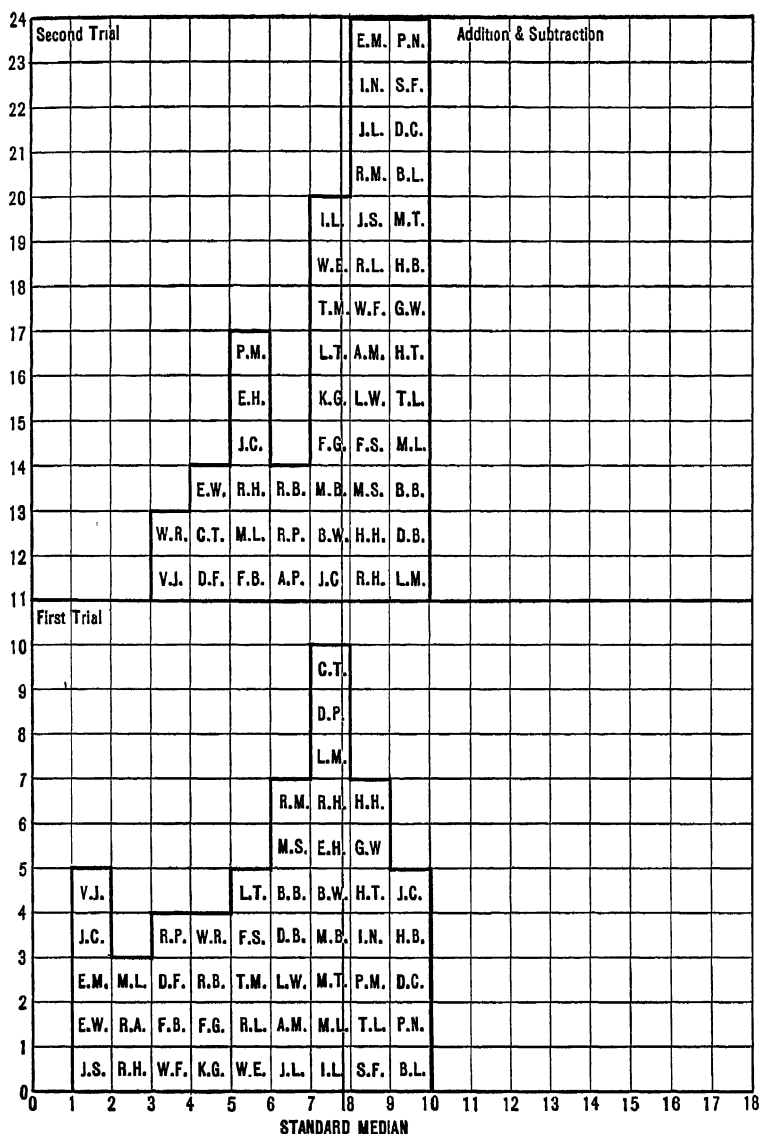 24
Second Trial E.M. P.N. Addition & Subtraction
23
I.N. S.F.
22
J.L. D.C.
21
R.M. B.L.
20
I.L. J.S. M.T.
19
W.E. R.L. H.B.
18
T.M. W.F. G.W.
17
P.M. L.T. A.M. H.T.
16
E.H. K.G. L.W. T.L.
15
J.C. F.G. F.S. M.L.
14
E.W. R.H. R.B. M.B. M.S. B.B.
13
W.R. C.T. M.L. R.P. B.W. H.H. D.B.
12
V.J. D.F. F.B. A.P. J.C R.H. L.M.
11
First Trial
10
C.T.
9
D.P.
8
L.M.
7
R.M. R.H. H.H.
6
M.S. E.H. G.W
5
V.J. L.T. B.B. B.W. H.T. J.C.
4
J.C. R.P. W.R. F.S. D.B. M.B. I.N. H.B.
3
E.M. M.L. D.F. R.B. T.M. L.W. M.T. P.M. D.C.
2
E.W. R.A. F.B. F.G. R.L. A.M. M.L. T.L. P.N.
1
J.S. R.H. W.F. K.G. W.E. J.L. I.L. S.F. B.L.
0
0 1 2 3 4 5 6 7 8 9 10 11 12 13 14 15 16 17 18
STANDARD MEDIAN